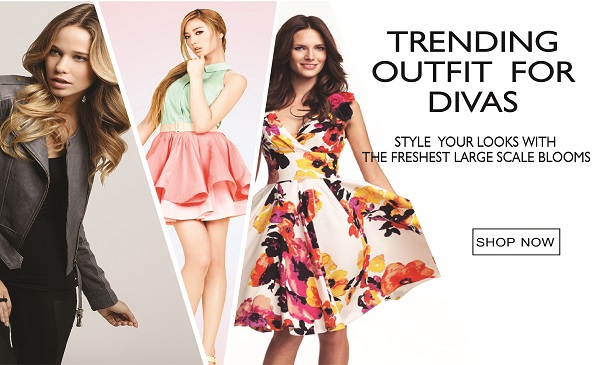 TRENDING
OUTFIT FOR
DIVAS
STYLE YOUR LOOKS WITH
THE FRESHEST LARGE SCALE BLOOMS
SHOP NOW